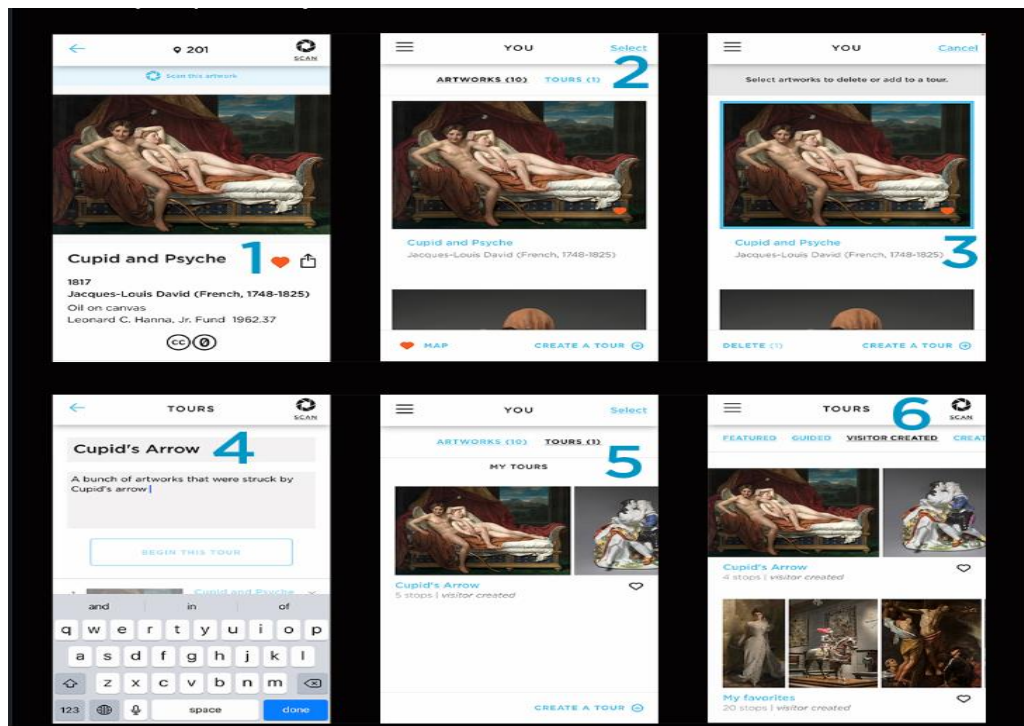 201
SCAN
Scan this artwork
Cupid and Psyche
1
1817
Jacques-Louis David (French, 1748-1825)
Oil on canvas
Leonard C. Hanna, Jr. Fund 1962.37
cc 0
YOU
Select
2
ARTWORKS (10) TOURS (1)
Cupid and Psyche
Jacques-Louis David (French, 1748-1825)
MAP
CREATE A TOUR
YOU
Cancel
Select artworks to delete or add to a tour.
Cupid and Psyche
Jacques-Louis David (French, 1748-1825)
3
DELETE (1)
CREATE A TOUR
TOURS
SCAN
Cupid's Arrow
4
A bunch of artworks that were struck by
Cupid's arrow
BEGIN THIS TOUR
Cupid and Psyche
and in of
q w e r t y u i o p
a s d f g h j k l
z x c v b n m
123 space done
YOU
Select
ARTWORKS (10) TOURS (1)
5
MY TOURS
Cupid's Arrow
5 stops | visitor created
CREATE A TOUR
TOURS
6
SCAN
FEATURED GUIDED VISITOR CREATED CREAT
Cupid's Arrow
4 stops | visitor created
My favorites
20 stops | visitor created